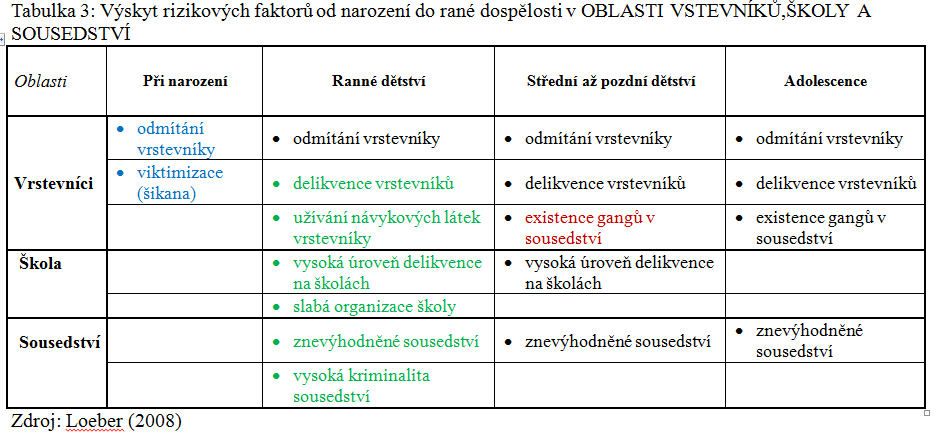 Tabulka 3: Výskyt rizikových faktorů od narození do rané dospělosti v OBLASTI VSTEVNÍKŮ,ŠKOLY A
SOUSEDSTVÍ
Oblasti
Při narození
Ranné dětství
Střední až pozdní dětství
Adolescence
Vrstevníci
• odmítání
vrstevníky
• odmítání vrstevníky
• odmítání vrstevníky
• odmítání vrstevníky
• viktimizace
(šikana)
• delikvence vrstevníků
• delikvence vrstevníků
• delikvence vrstevníků
• užívání návykových látek
vrstevníky
• existence gangů v
sousedství
• existence gangů v
sousedství
Škola
• vysoká úroveň delikvence
na školách
• vysoká úroveň delikvence
na školách
• slabá organizace školy
Sousedství
• znevýhodněné sousedství
• znevýhodněné sousedství
• znevýhodněné
sousedství
• vysoká kriminalita
sousedství
Zdroj: Loeber (2008)